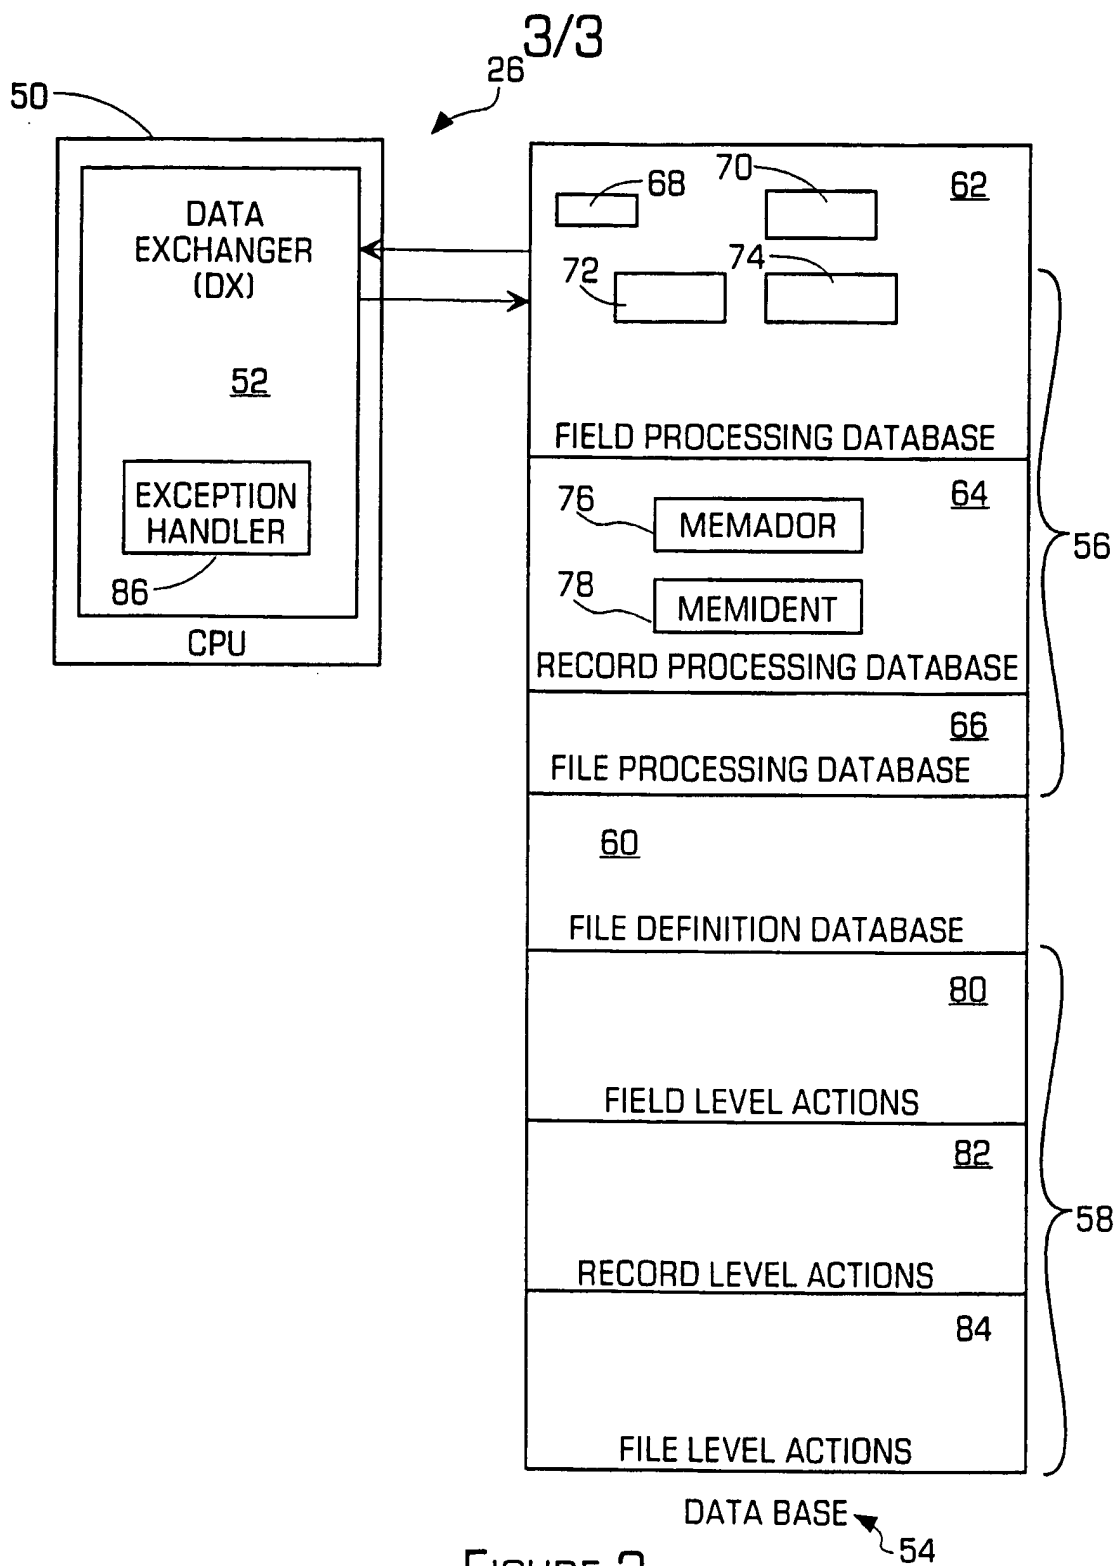 3/3
26
50
DATA
EXCHANGER
(DX)
52
EXCEPTION
HANDLER
86
CPU
68
70
62
72
74
FIELD PROCESSING DATABASE
76
MEMADOR
64
78
MEMIDENT
RECORD PROCESSING DATABASE
66
FILE PROCESSING DATABASE
56
60
FILE DEFINITION DATABASE
80
FIELD LEVEL ACTIONS
82
RECORD LEVEL ACTIONS
58
84
FILE LEVEL ACTIONS
DATA BASE
54